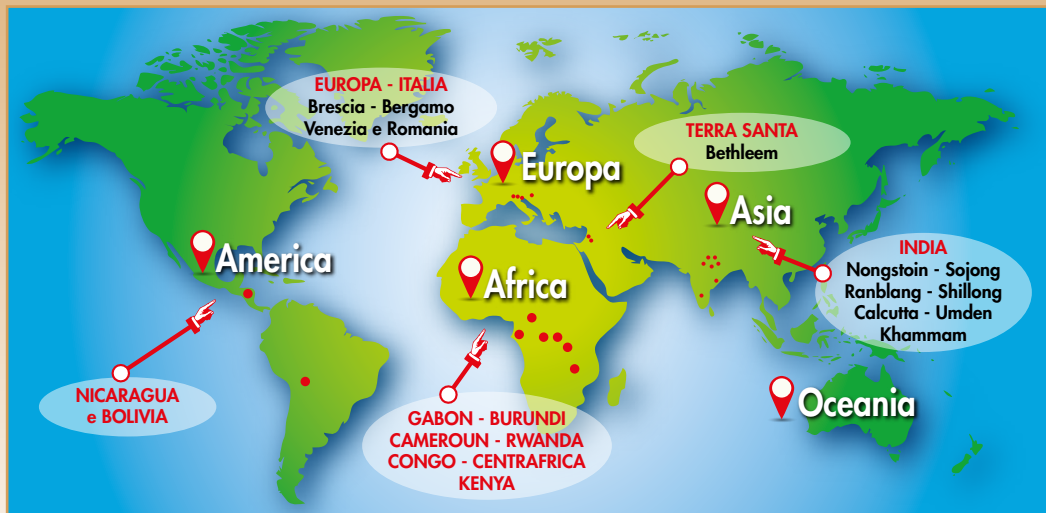 EUROPA - ITALIA
Brescia - Bergamo
Venezia e Romania
TERRA SANTA
Bethleem
Europa
Asia
America
Africa
INDIA
Nongstoin - Sojong
Ranblang - Shillong
Calcutta - Umden
Khammam
NICARAGUA
e BOLIVIA
Oceania
GABON - BURUNDI
CAMEROUN - RWANDA
CONGO - CENTRAFRICA
KENYA